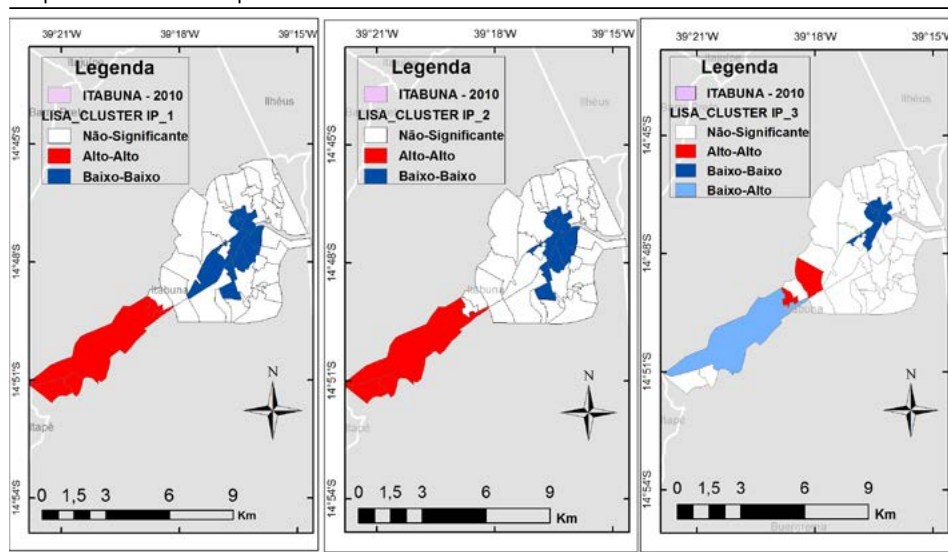 39°21'W 39°18'W 39°15'W
Legenda
ITABUNA - 2010
LISA_CLUSTER IP_1
Não-Significante
Alto-Alto
Baixo-Baixo
Ilhéus
14°45'S
14°48'S
14°51'S
14°54'S
Itabuna
Itapé
N
0 1,5 3 6 9
Km
39°21'W 39°18'W 39°15'W
Legenda
ITABUNA - 2010
LISA_CLUSTER IP_2
Não-Significante
Alto-Alto
Baixo-Baixo
Ilhéus
14°45'S
14°48'S
14°51'S
14°54'S
Itabuna
Itapé
N
0 1,5 3 6 9
Km
39°21'W 39°18'W 39°15'W
Legenda
ITABUNA - 2010
LISA_CLUSTER IP_3
Não-Significante
Alto-Alto
Baixo-Baixo
Baixo-Alto
Ilhéus
14°45'S
14°48'S
14°51'S
14°54'S
Itabuna
Itapé
N
0 1,5 3 6 9
Km